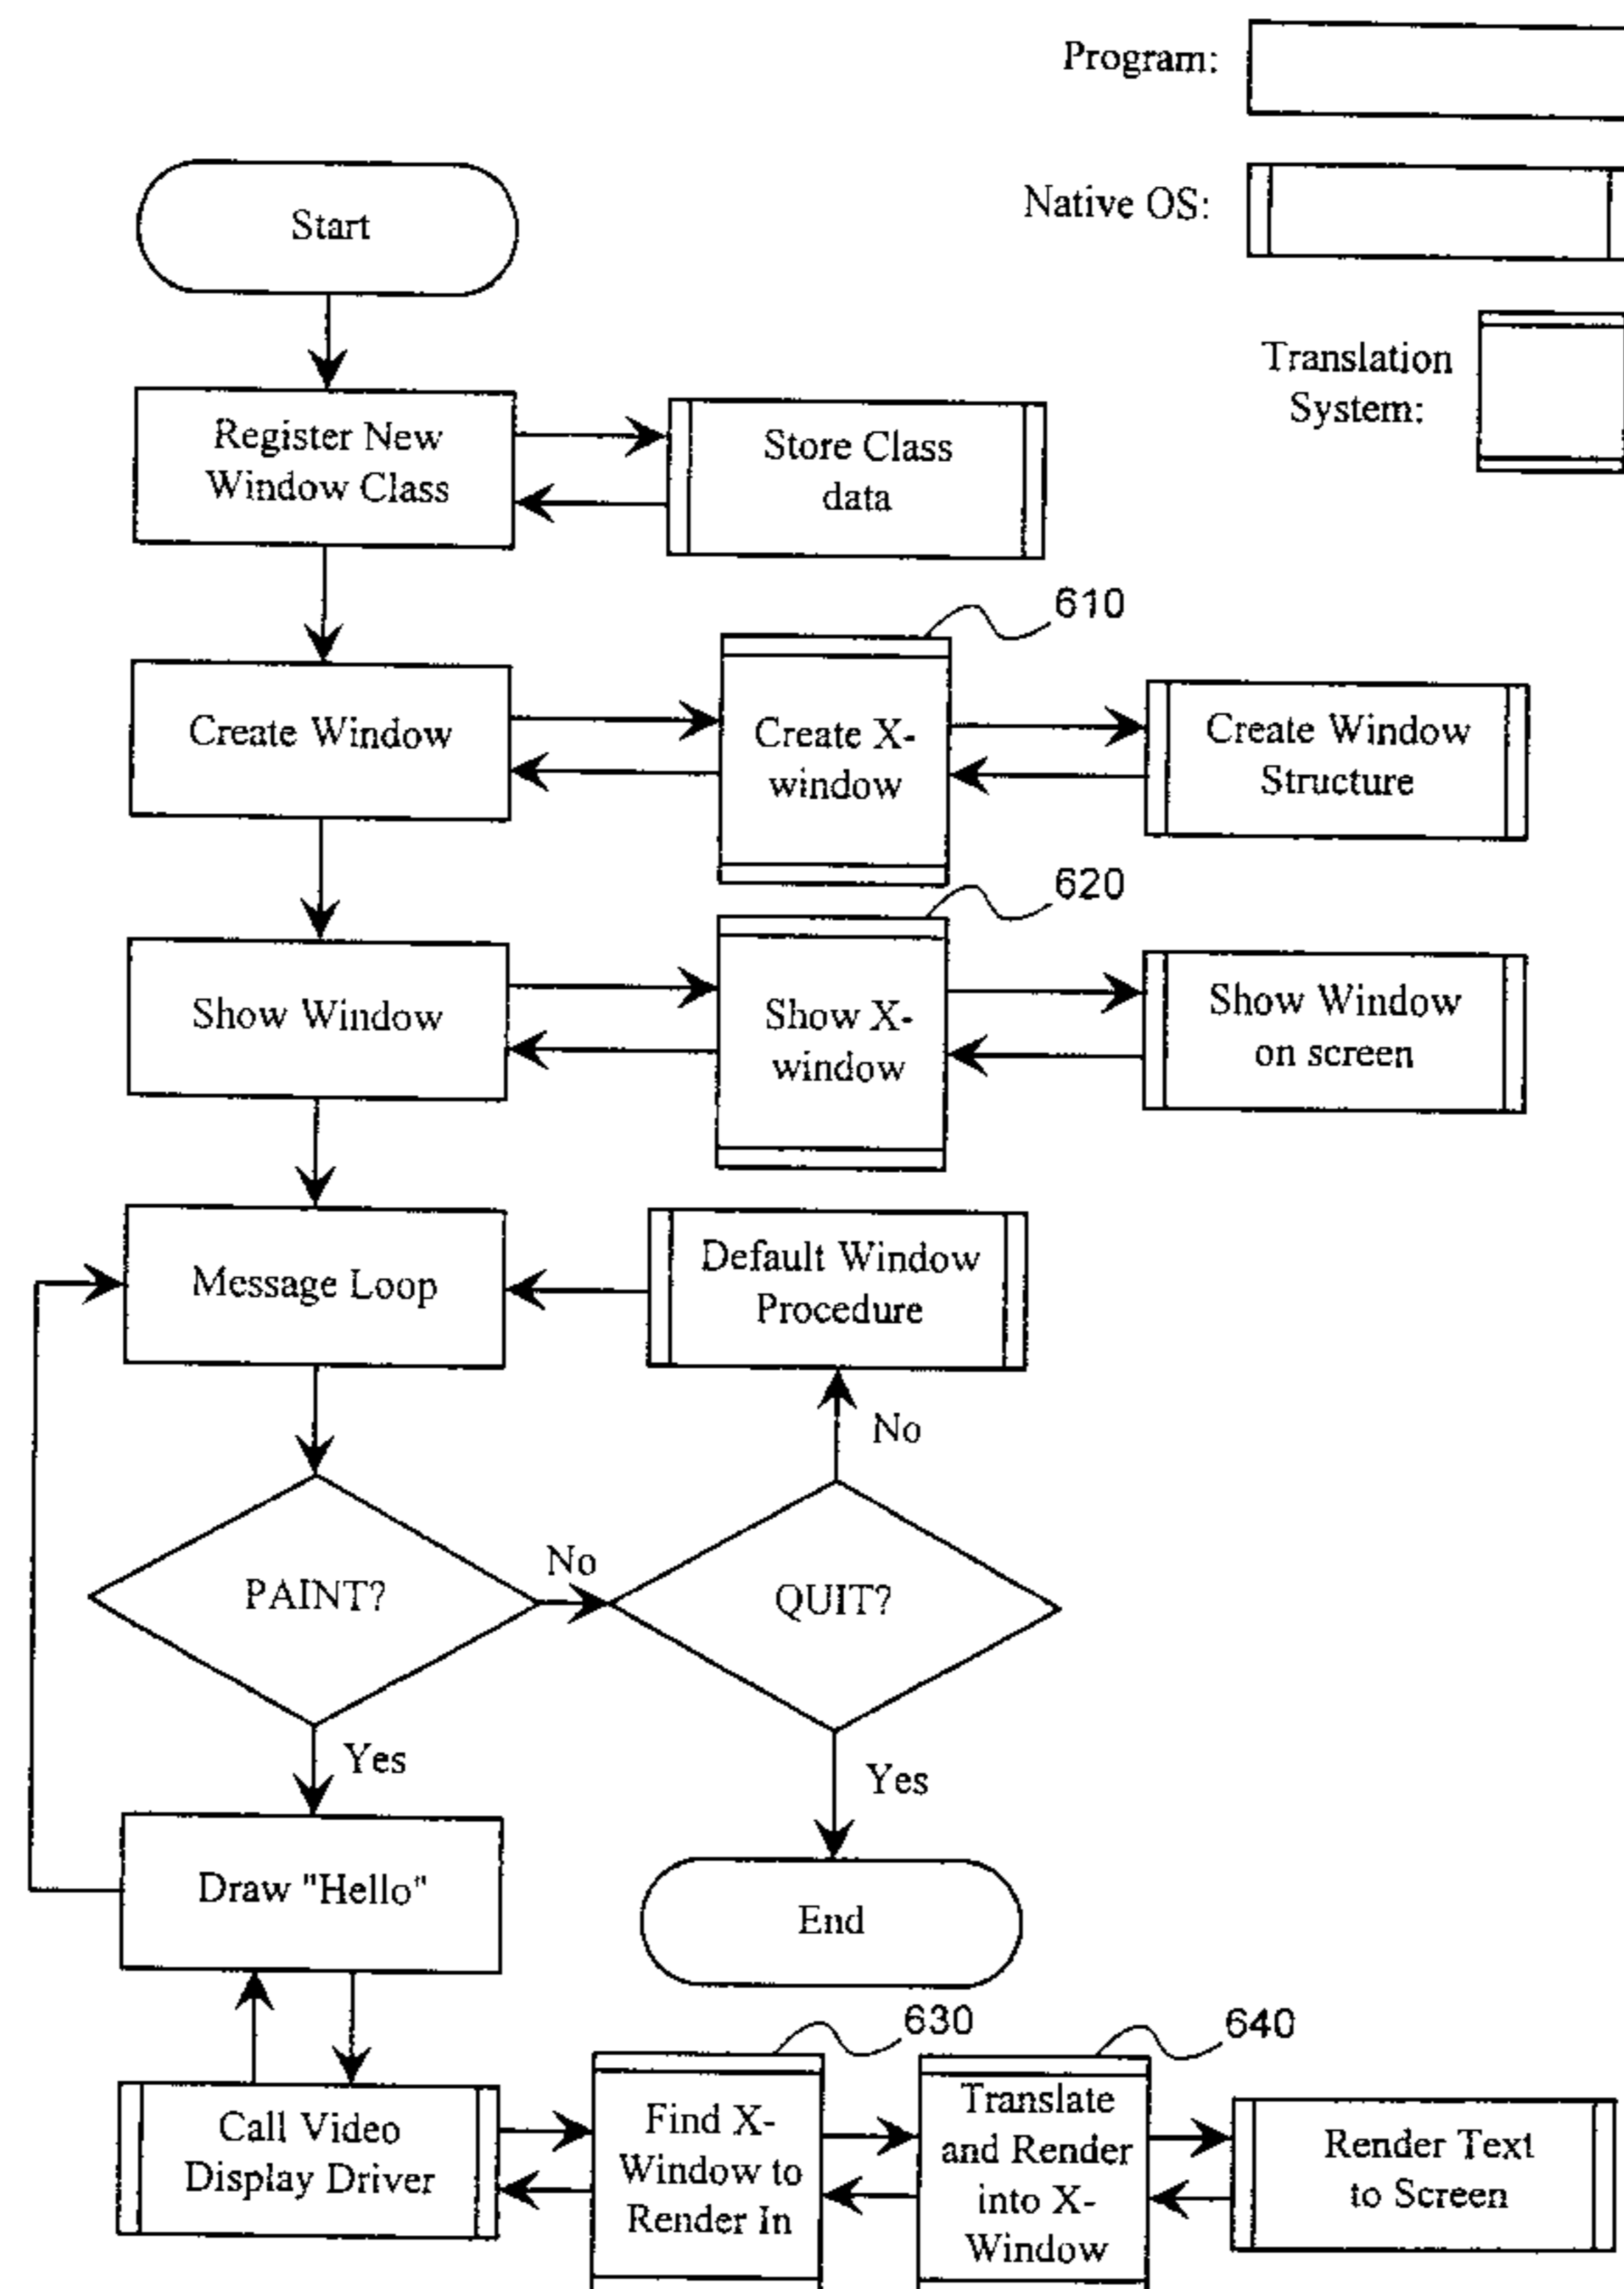 Program:
Native OS:
Translation
System:
Start
Register New
Window Class
Store Class
data
610
Create Window
Create X-
window
Create Window
Structure
620
Show Window
Show X-
window
Show Window
on screen
Message Loop
Default Window
Procedure
No
PAINT?
No
QUIT?
Yes
Yes
Draw "Hello"
End
630
640
Call Video
Display Driver
Find X-
Window to
Render In
Translate
and Render
into X-
Window
Render Text
to Screen